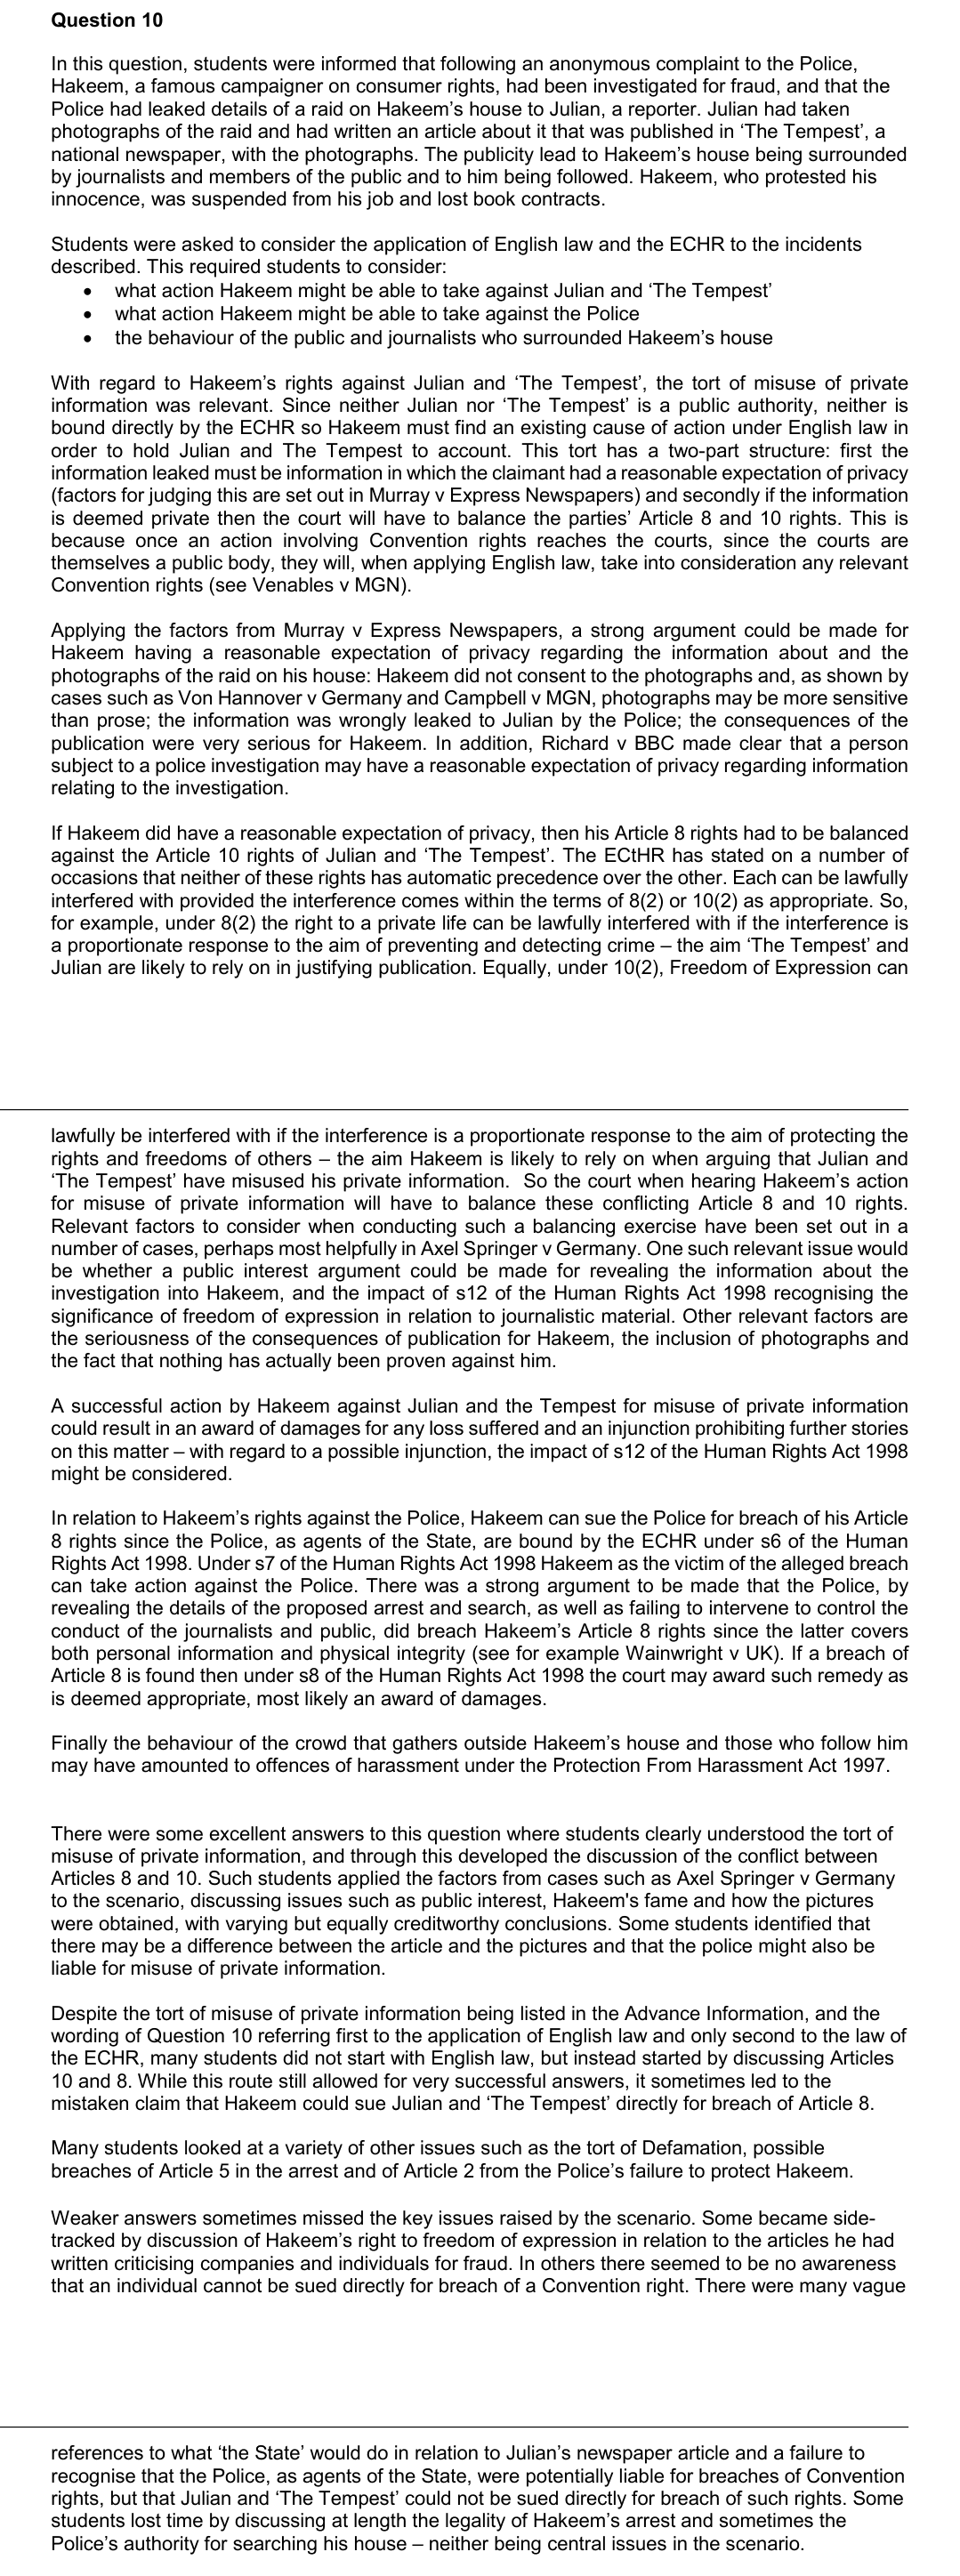 Question 10
In this question, students were informed that following an anonymous complaint to the Police,
Hakeem, a famous campaigner on consumer rights, had been investigated for fraud, and that the
Police had leaked details of a raid on Hakeem's house to Julian, a reporter. Julian had taken
photographs of the raid and had written an article about it that was published in ‘The Tempest’, a
national newspaper, with the photographs. The publicity lead to Hakeem's house being surrounded
by journalists and members of the public and to him being followed. Hakeem, who protested his
innocence, was suspended from his job and lost book contracts.
Students were asked to consider the application of English law and the ECHR to the incidents
described. This required students to consider:
• what action Hakeem might be able to take against Julian and ‘The Tempest’
• what action Hakeem might be able to take against the Police
• the behaviour of the public and journalists who surrounded Hakeem's house
With regard to Hakeem's rights against Julian and ‘The Tempest’, the tort of misuse of private
information was relevant. Since neither Julian nor ‘The Tempest’ is a public authority, neither is
bound directly by the ECHR so Hakeem must find an existing cause of action under English law in
order to hold Julian and The Tempest to account. This tort has a two-part structure: first the
information leaked must be information in which the claimant had a reasonable expectation of privacy
(factors for judging this are set out in Murray v Express Newspapers) and secondly if the information
is deemed private then the court will have to balance the parties’ Article 8 and 10 rights. This is
because once an action involving Convention rights reaches the courts, since the courts are
themselves a public body, they will, when applying English law, take into consideration any relevant
Convention rights (see Venables v MGN).
Applying the factors from Murray v Express Newspapers, a strong argument could be made for
Hakeem having a reasonable expectation of privacy regarding the information about and the
photographs of the raid on his house: Hakeem did not consent to the photographs and, as shown by
cases such as Von Hannover v Germany and Campbell v MGN, photographs may be more sensitive
than prose; the information was wrongly leaked to Julian by the Police; the consequences of the
publication were very serious for Hakeem. In addition, Richard v BBC made clear that a person
subject to a police investigation may have a reasonable expectation of privacy regarding information
relating to the investigation.
If Hakeem did have a reasonable expectation of privacy, then his Article 8 rights had to be balanced
against the Article 10 rights of Julian and ‘The Tempest’. The ECtHR has stated on a number of
occasions that neither of these rights has automatic precedence over the other. Each can be lawfully
interfered with provided the interference comes within the terms of 8(2) or 10(2) as appropriate. So,
for example, under 8(2) the right to a private life can be lawfully interfered with if the interference is
a proportionate response to the aim of preventing and detecting crime – the aim ‘The Tempest’ and
Julian are likely to rely on in justifying publication. Equally, under 10(2), Freedom of Expression can
lawfully be interfered with if the interference is a proportionate response to the aim of protecting the
rights and freedoms of others – the aim Hakeem is likely to rely on when arguing that Julian and
‘The Tempest’ have misused his private information. So the court when hearing Hakeem's action
for misuse of private information will have to balance these conflicting Article 8 and 10 rights.
Relevant factors to consider when conducting such a balancing exercise have been set out in a
number of cases, perhaps most helpfully in Axel Springer v Germany. One such relevant issue would
be whether a public interest argument could be made for revealing the information about the
investigation into Hakeem, and the impact of s12 of the Human Rights Act 1998 recognising the
significance of freedom of expression in relation to journalistic material. Other relevant factors are
the seriousness of the consequences of publication for Hakeem, the inclusion of photographs and
the fact that nothing has actually been proven against him.
A successful action by Hakeem against Julian and the Tempest for misuse of private information
could result in an award of damages for any loss suffered and an injunction prohibiting further stories
on this matter – with regard to a possible injunction, the impact of s12 of the Human Rights Act 1998
might be considered.
In relation to Hakeem's rights against the Police, Hakeem can sue the Police for breach of his Article
8 rights since the Police, as agents of the State, are bound by the ECHR under s6 of the Human
Rights Act 1998. Under s7 of the Human Rights Act 1998 Hakeem as the victim of the alleged breach
can take action against the Police. There was a strong argument to be made that the Police, by
revealing the details of the proposed arrest and search, as well as failing to intervene to control the
conduct of the journalists and public, did breach Hakeem's Article 8 rights since the latter covers
both personal information and physical integrity (see for example Wainwright v UK). If a breach of
Article 8 is found then under s8 of the Human Rights Act 1998 the court may award such remedy as
is deemed appropriate, most likely an award of damages.
Finally the behaviour of the crowd that gathers outside Hakeem's house and those who follow him
may have amounted to offences of harassment under the Protection From Harassment Act 1997.
There were some excellent answers to this question where students clearly understood the tort of
misuse of private information, and through this developed the discussion of the conflict between
Articles 8 and 10. Such students applied the factors from cases such as Axel Springer v Germany
to the scenario, discussing issues such as public interest, Hakeem's fame and how the pictures
were obtained, with varying but equally creditworthy conclusions. Some students identified that
there may be a difference between the article and the pictures and that the police might also be
liable for misuse of private information.
Despite the tort of misuse of private information being listed in the Advance Information, and the
wording of Question 10 referring first to the application of English law and only second to the law of
the ECHR, many students did not start with English law, but instead started by discussing Articles
10 and 8. While this route still allowed for very successful answers, it sometimes led to the
mistaken claim that Hakeem could sue Julian and ‘The Tempest’ directly for breach of Article 8.
Many students looked at a variety of other issues such as the tort of Defamation, possible
breaches of Article 5 in the arrest and of Article 2 from the Police's failure to protect Hakeem.
Weaker answers sometimes missed the key issues raised by the scenario. Some became side-
tracked by discussion of Hakeem's right to freedom of expression in relation to the articles he had
written criticising companies and individuals for fraud. In others there seemed to be no awareness
that an individual cannot be sued directly for breach of a Convention right. There were many vague
references to what ‘the State’ would do in relation to Julian's newspaper article and a failure to
recognise that the Police, as agents of the State, were potentially liable for breaches of Convention
rights, but that Julian and ‘The Tempest’ could not be sued directly for breach of such rights. Some
students lost time by discussing at length the legality of Hakeem's arrest and sometimes the
Police's authority for searching his house – neither being central issues in the scenario.